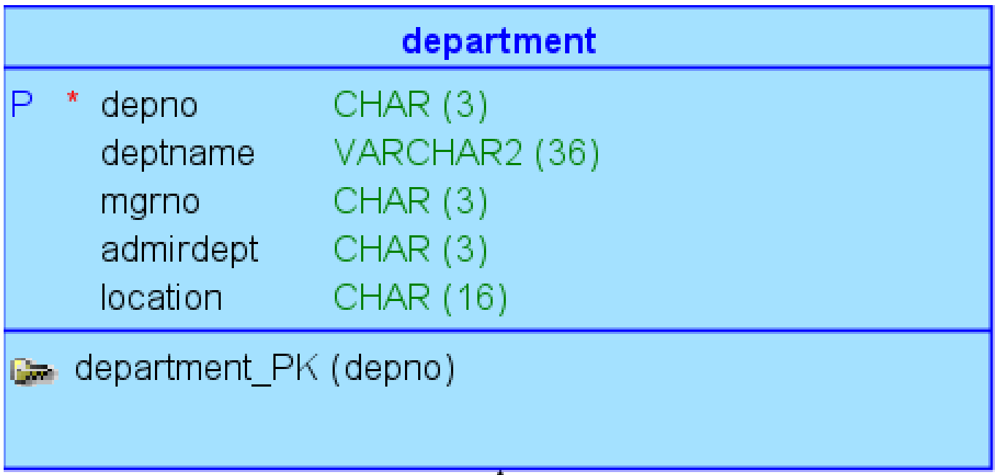 department
P * depno CHAR (3)
deptname VARCHAR2 (36)
mgrno CHAR (3)
admirdept CHAR (3)
location CHAR (16)
department_PK (depno)